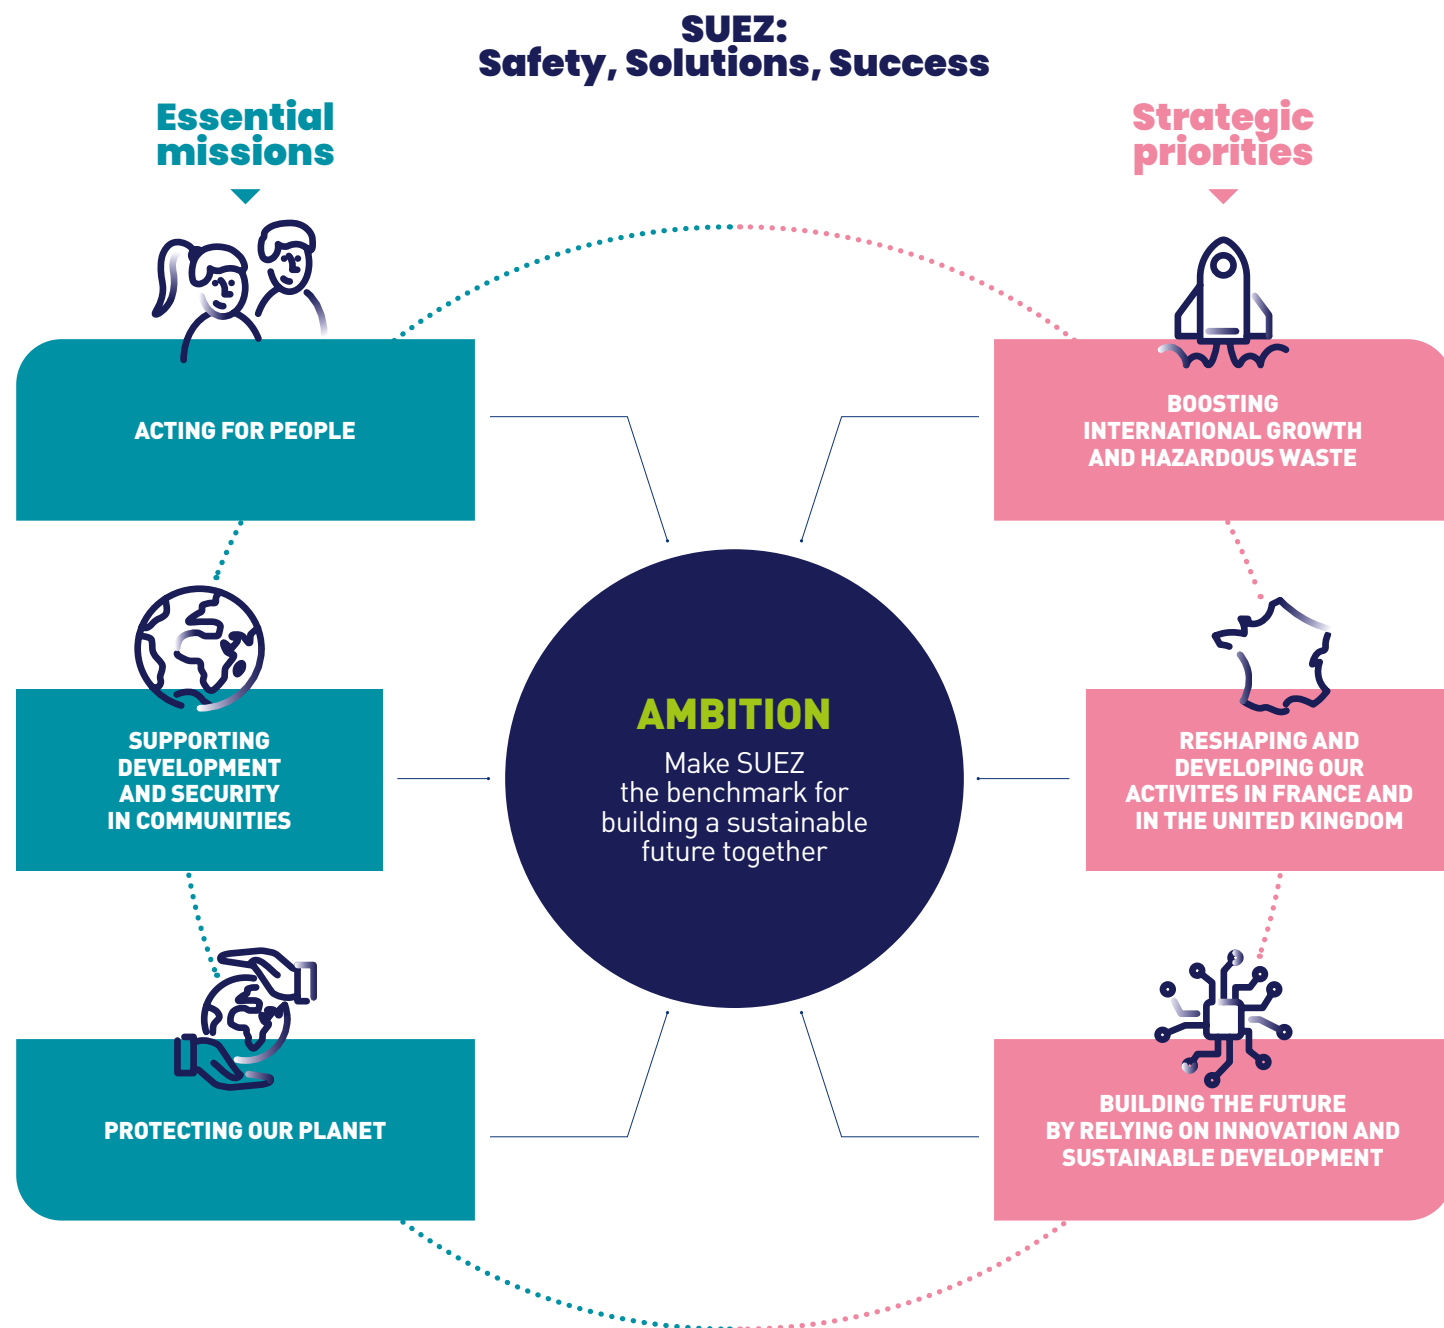 SUEZ:
Safety, Solutions, Success
Essential
missions
ACTING FOR PEOPLE
SUPPORTING
DEVELOPMENT
AND SECURITY
IN COMMUNITIES
PROTECTING OUR PLANET
AMBITION
Make SUEZ
the benchmark for
building a sustainable
future together
Strategic
priorities
BOOSTING
INTERNATIONAL GROWTH
AND HAZARDOUS WASTE
RESHAPING AND
DEVELOPING OUR
ACTIVITES IN FRANCE AND
IN THE UNITED KINGDOM
BUILDING THE FUTURE
BY RELYING ON INNOVATION AND
SUSTAINABLE DEVELOPMENT